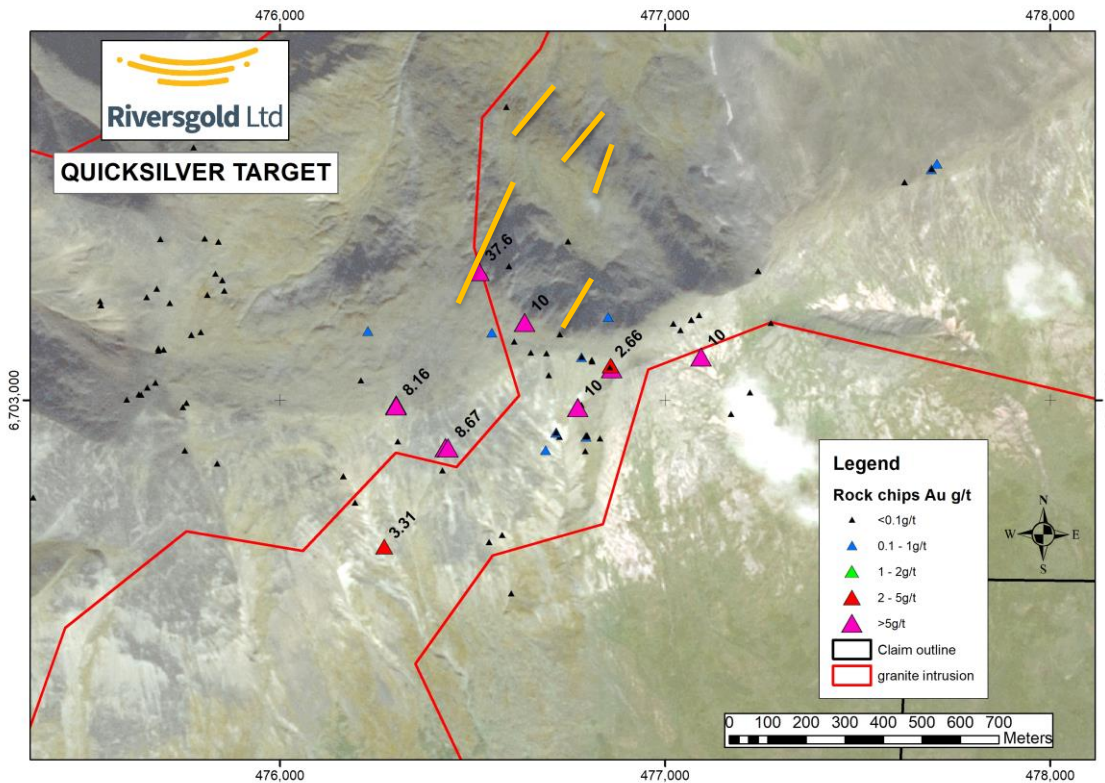 476,000
477,000
478,000
Riversgold Ltd
QUICKSILVER TARGET
37.6
10
2.66
10
8.16
10
8.67
3.31
6,703,000
6,703,000
Legend
Rock chips Au g/t
<0.1g/t
0.1 - 1g/t
1 - 2g/t
2 - 5g/t
>5g/t
Claim outline
granite intrusion
N
W E
S
0 100 200 300 400 500 600 700
Meters
476,000
477,000
478,000